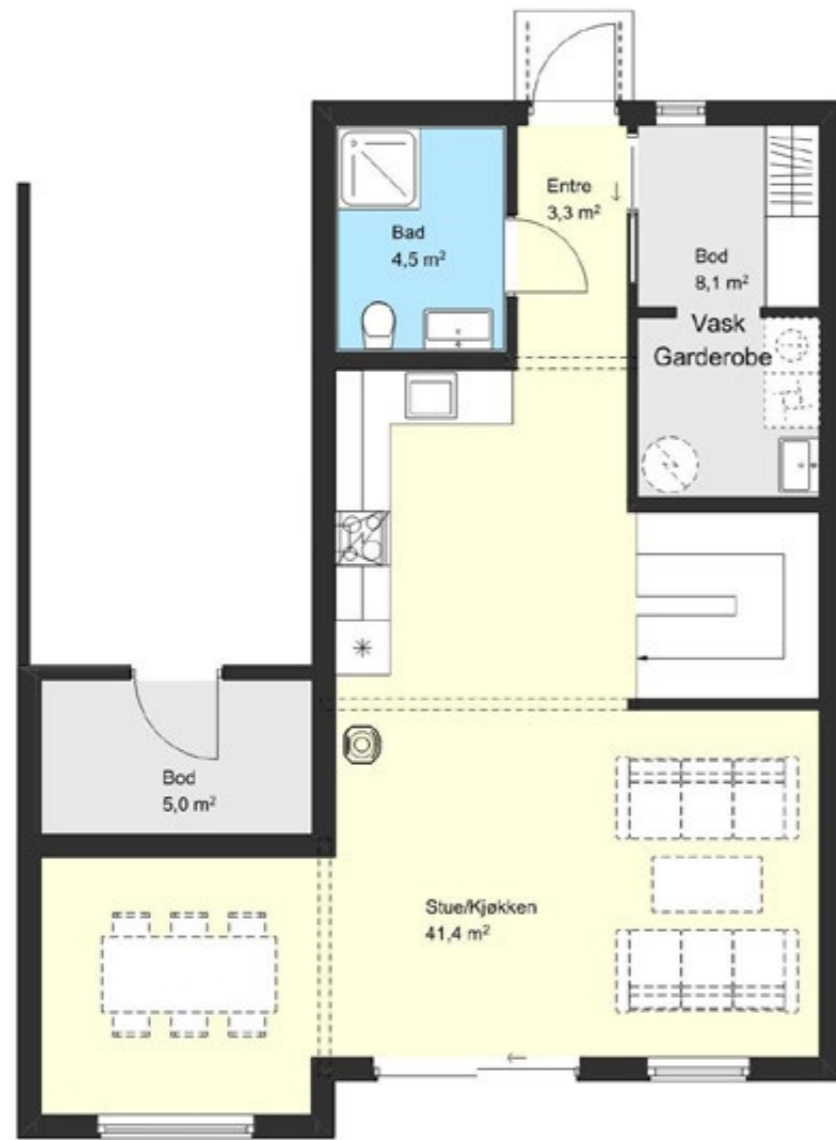 Entre
3,3 m²
Bad
4,5 m²
Bod
8,1 m²
Vask
Garderobe
Bod
5,0 m²
Stue/Kjøkken
41,4 m²